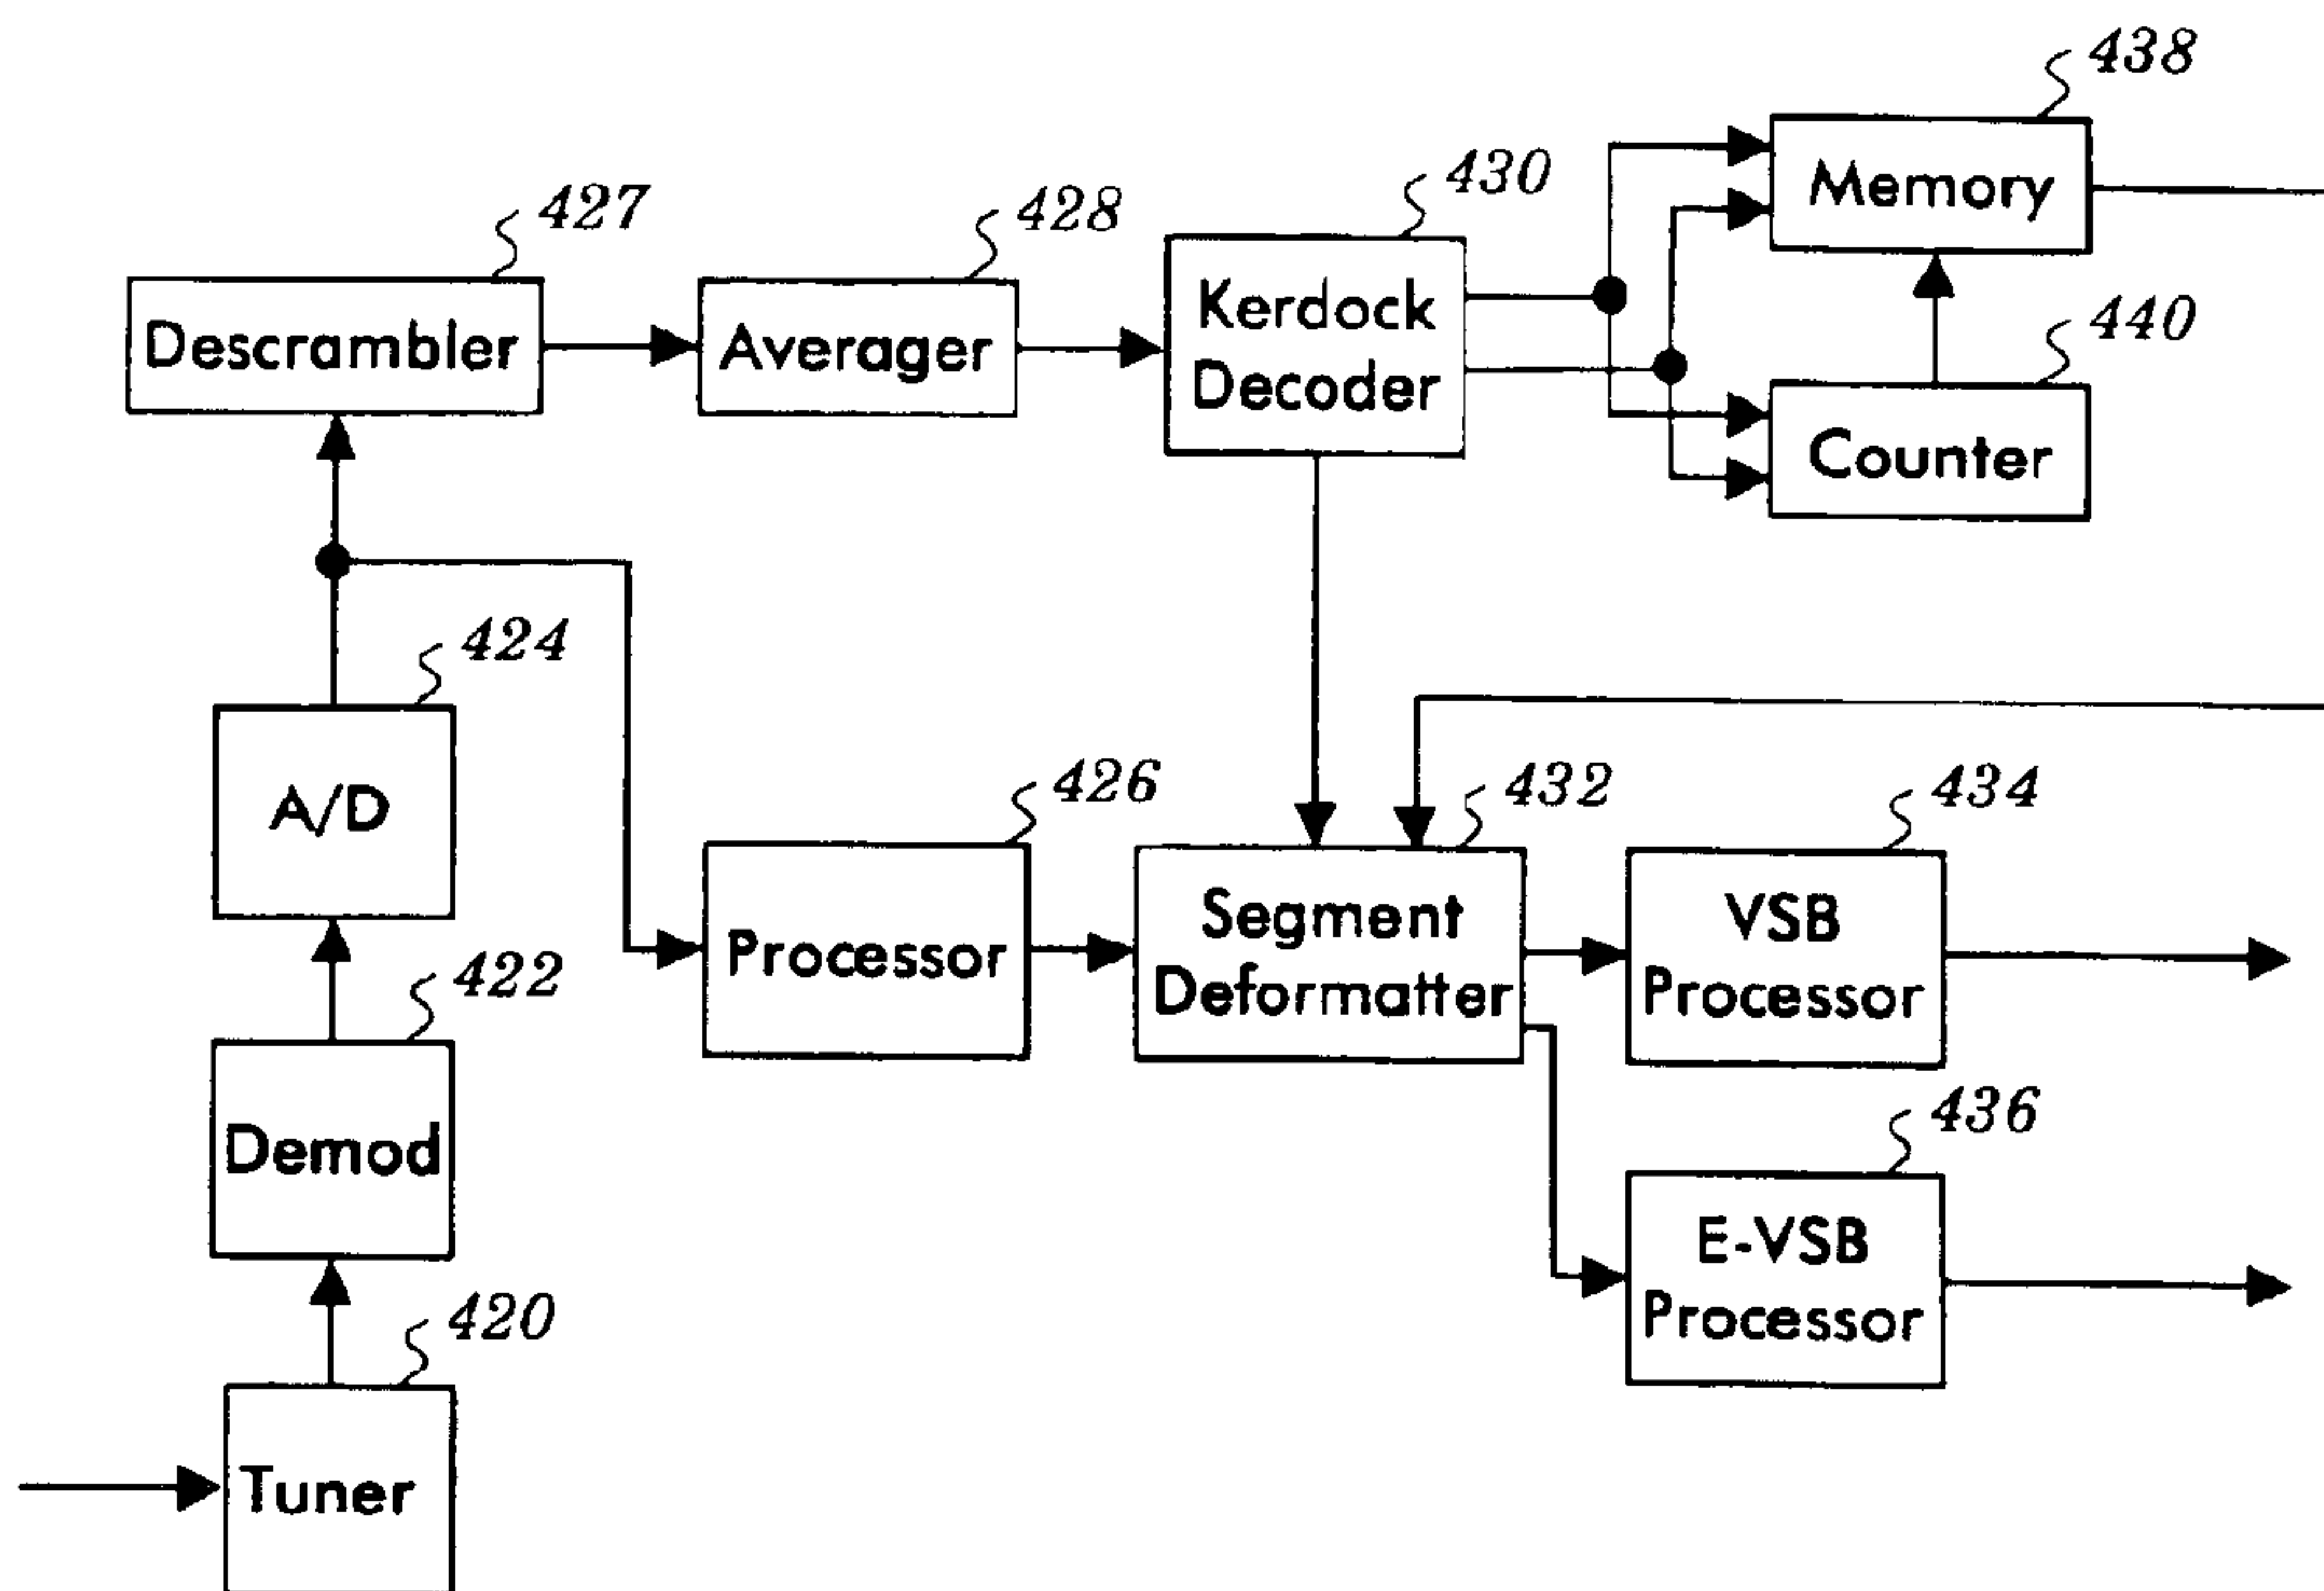 438
Memory
427
428
430
Descrambler
Averager
Kerdock
Decoder
440
Counter
424
A/D
426
432
434
Processor
Segment
Deformatter
VSB
Processor
422
Demod
436
E-VSB
Processor
420
Tuner